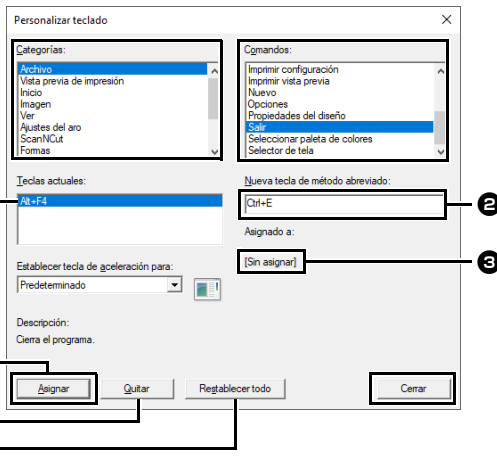 Personalizar teclado
Categorías:
Archivo
Vista previa de impresión
Inicio
Imagen
Ver
Ajustes del aro
ScanNCut
Formas
Comandos:
Imprimir configuración
Imprimir vista previa
Nuevo
Opciones
Propiedades del diseño
Salir
Seleccionar paleta de colores
Selector de tela
Teclas actuales:
Alt+F4
Nueva tecla de método abreviado:
Ctrl+E
2
Asignado a:
[Sin asignar]
3
Establecer tecla de aceleración para:
Predeterminado
Descripción:
Cierra el programa.
Asignar
Quitar
Restablecer todo
Cerrar